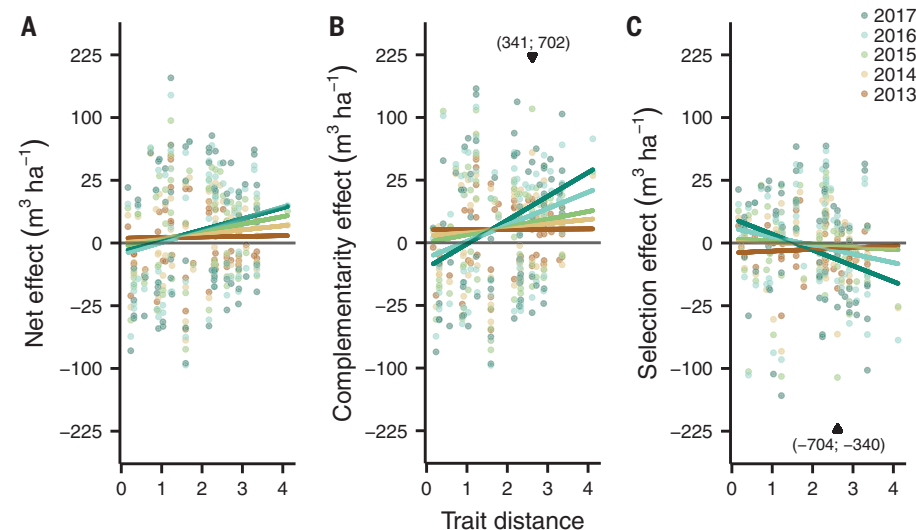 A
B
C
2017
2016
2015
2014
2013
Net effect (m³ ha⁻¹)
225
100
25
0
−25
−100
−225
0 1 2 3 4
Complementarity effect (m³ ha⁻¹)
225
100
25
0
−25
−100
−225
(341; 702)
0 1 2 3 4
Trait distance
Selection effect (m³ ha⁻¹)
225
100
25
0
−25
−100
−225
(−704; −340)
0 1 2 3 4